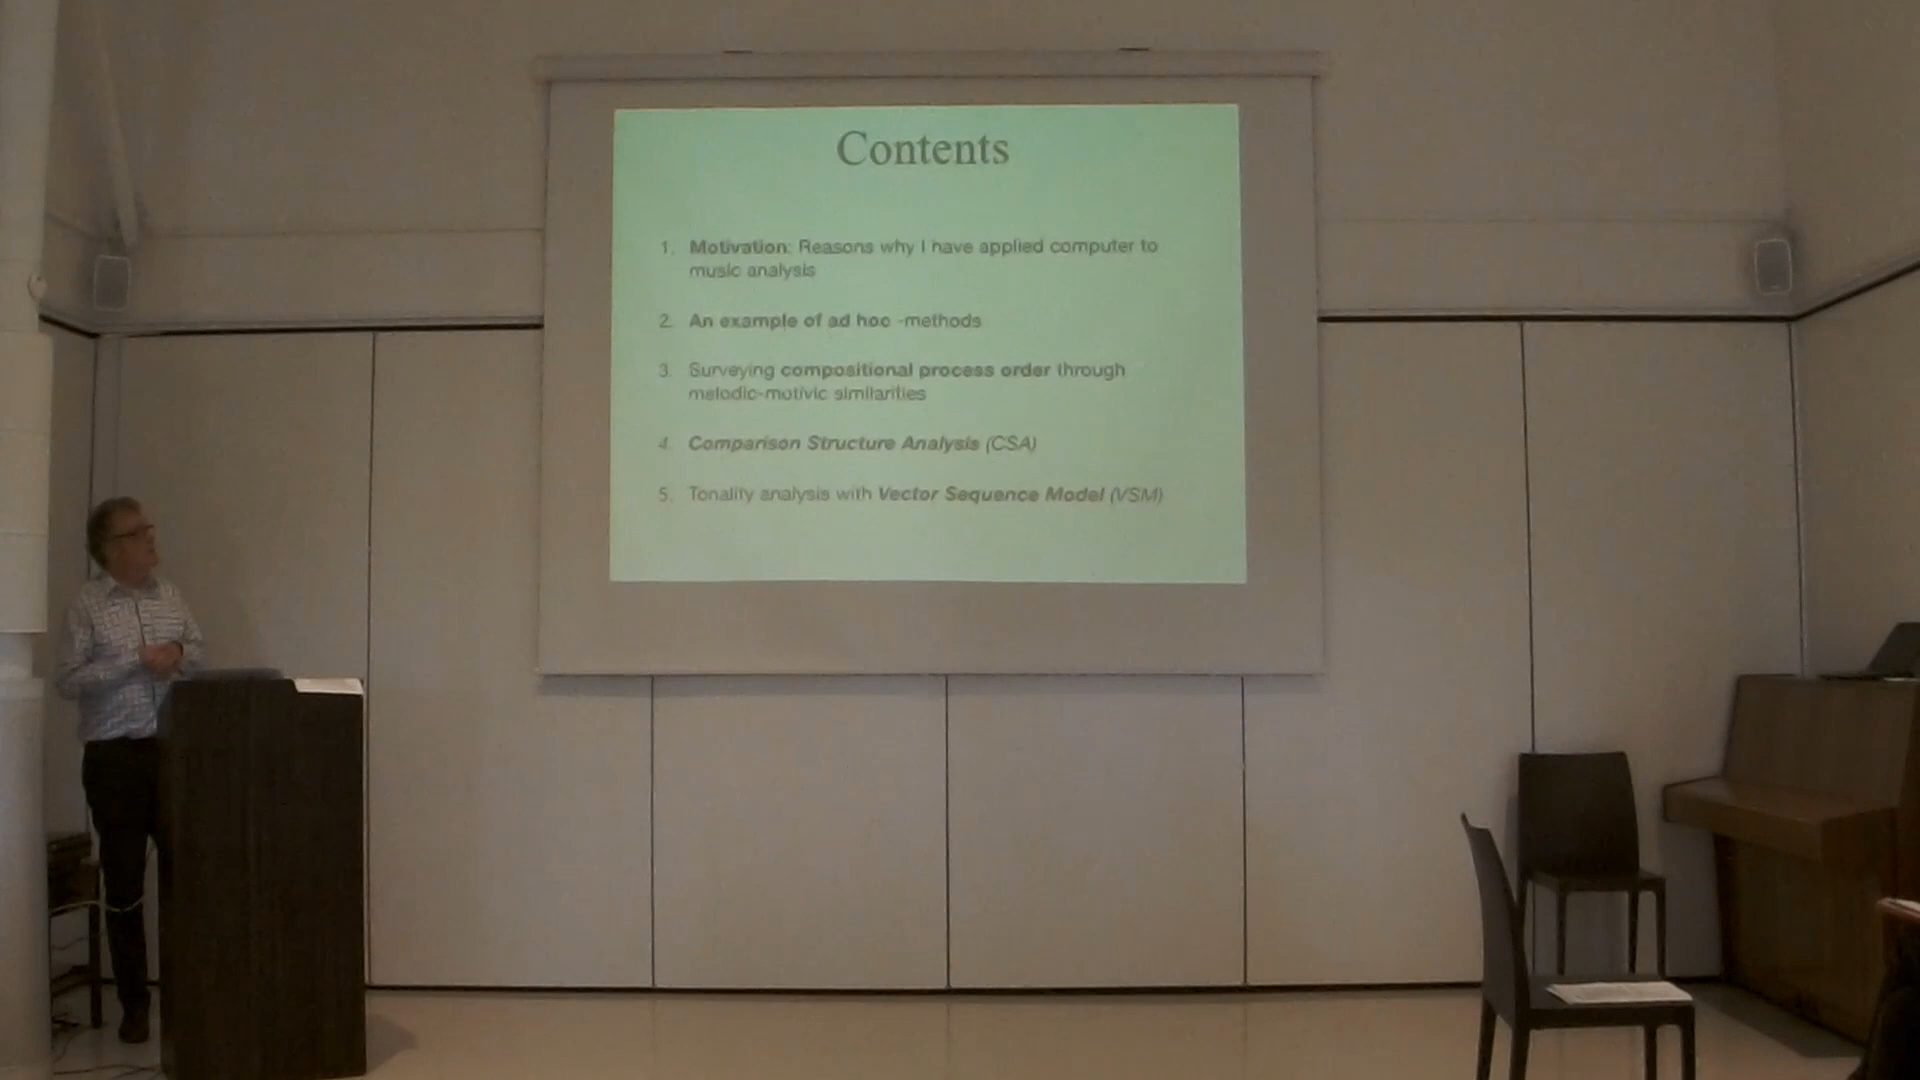 Contents
1. Motivation: Reasons why I have applied computer to
music analysis
2. An example of ad hoc -methods
3. Surveying compositional process order through
melodic-motivic similarities
4. Comparison Structure Analysis (CSA)
5. Tonality analysis with Vector Sequence Model (VSM)